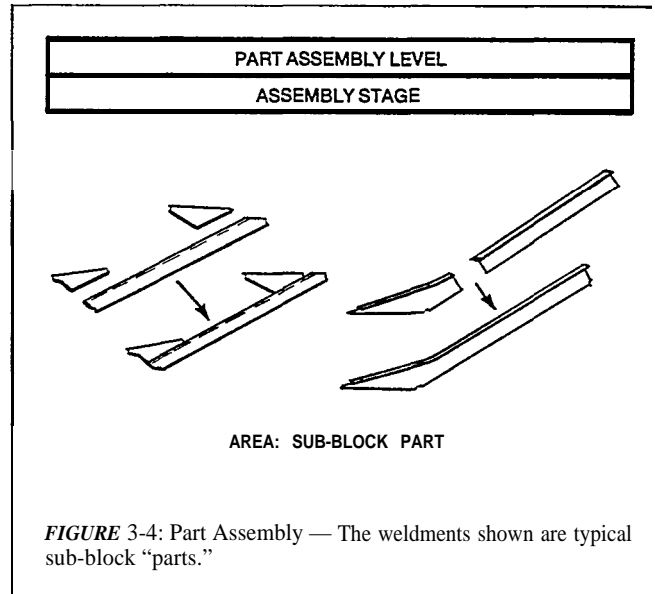 PART ASSEMBLY LEVEL
ASSEMBLY STAGE
AREA: SUB-BLOCK PART
FIGURE 3-4: Part Assembly — The weldments shown are typical
sub-block “parts.”